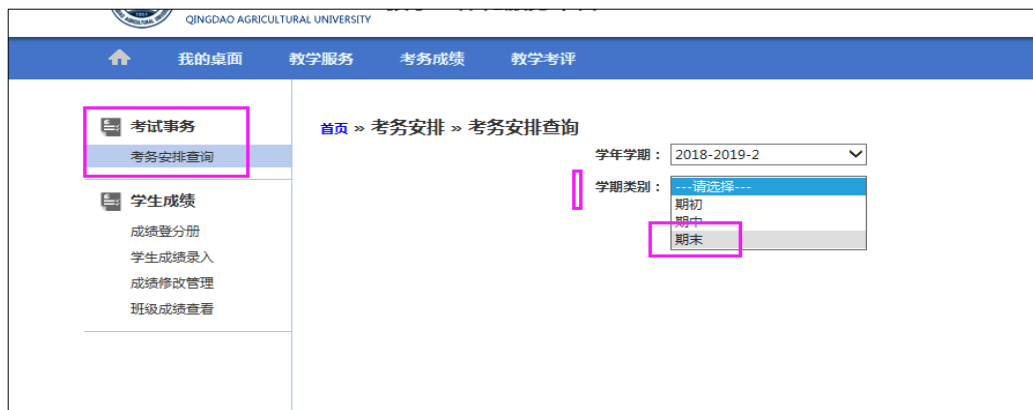 QINGDAO AGRICULTURAL UNIVERSITY
我的桌面 教学服务 考务成绩 教学考评
考试事务
考务安排查询
学生成绩
成绩登分册
学生成绩录入
成绩修改管理
班级成绩查看
首页 » 考务安排 » 考务安排查询
学年学期： 2018-2019-2
学期类别： ---请选择---
期初
期中
期末